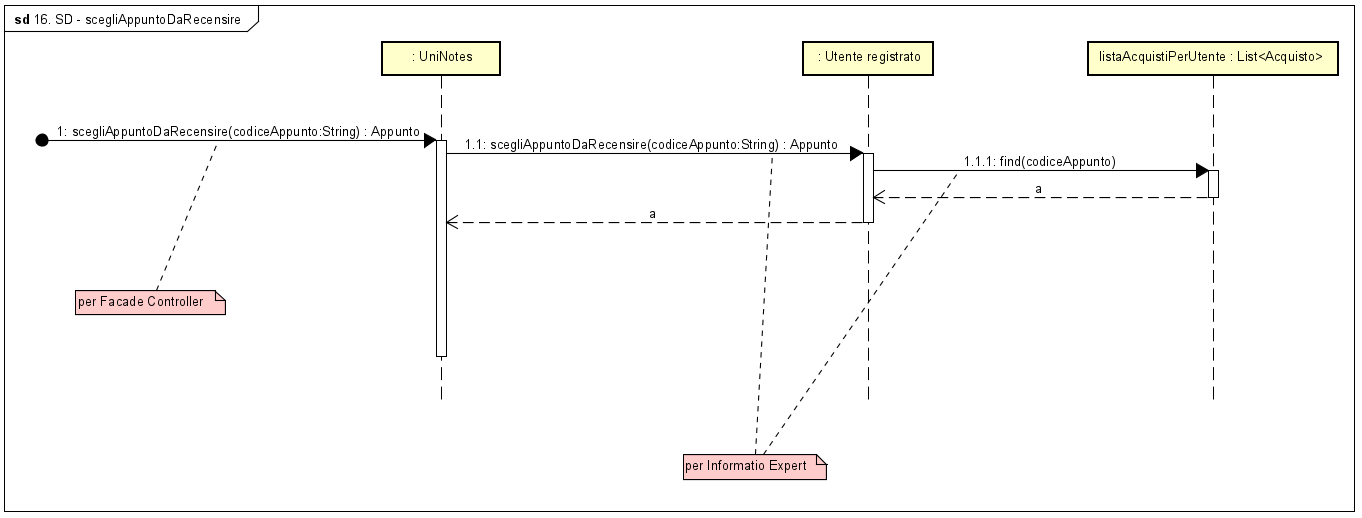 sd 16. SD - scegliAppuntoDaRecensire
: UniNotes
: Utente registrato
listaAcquistiPerUtente : List<Acquisto>
1: scegliAppuntoDaRecensire(codiceAppunto:String) : Appunto
1.1: scegliAppuntoDaRecensire(codiceAppunto:String) : Appunto
1.1.1: find(codiceAppunto)
a
a
per Facade Controller
per Informatio Expert